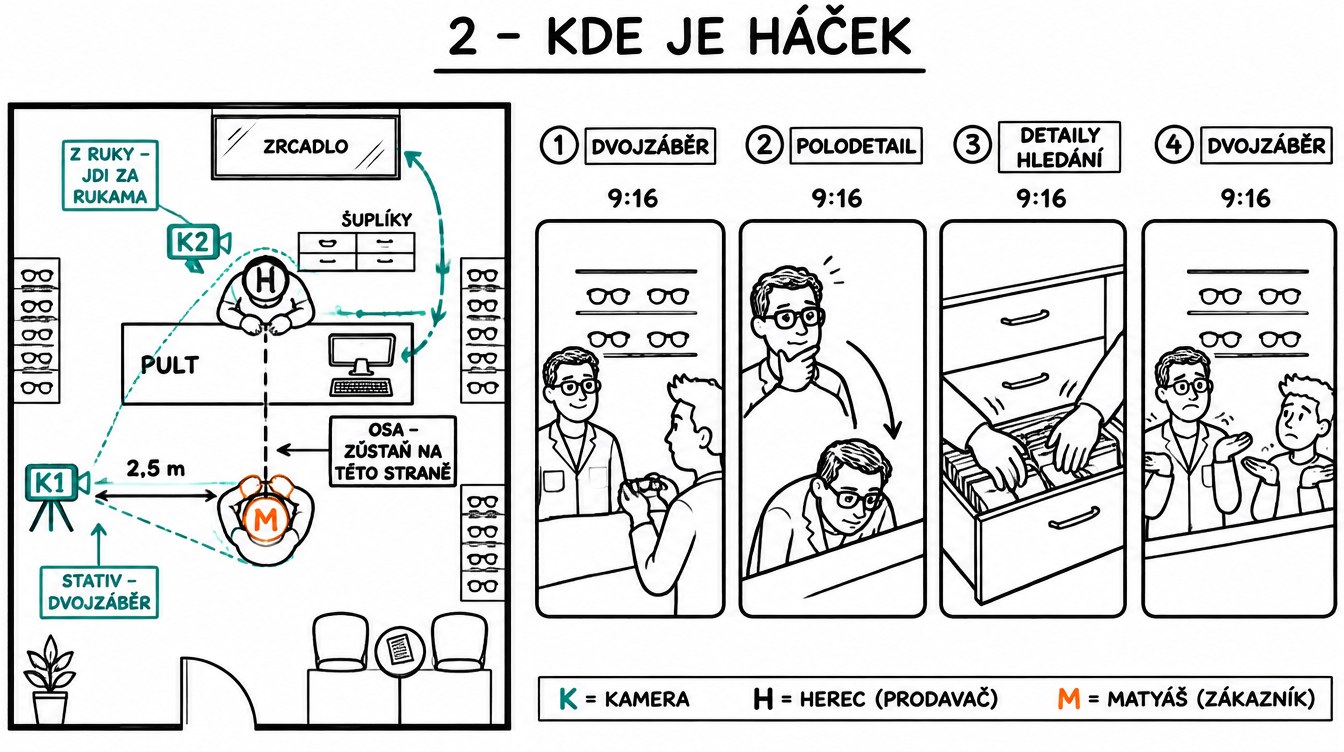 2 - KDE JE HÁČEK
ZRCADLO
Z RUKY -
JDI ZA
RUKAMA
K2
ŠUPLÍKY
H
PULT
OSA -
ZŮSTAŇ NA
TÉTO STRANĚ
2,5 m
K1
M
STATIV -
DVOJZÁBĚR
1 DVOJZÁBĚR
9:16
2 POLODETAIL
9:16
3 DETAILY
HLEDÁNÍ
9:16
4 DVOJZÁBĚR
9:16
K = KAMERA H = HEREC (PRODAVAČ) M = MATYÁŠ (ZÁKAZNÍK)